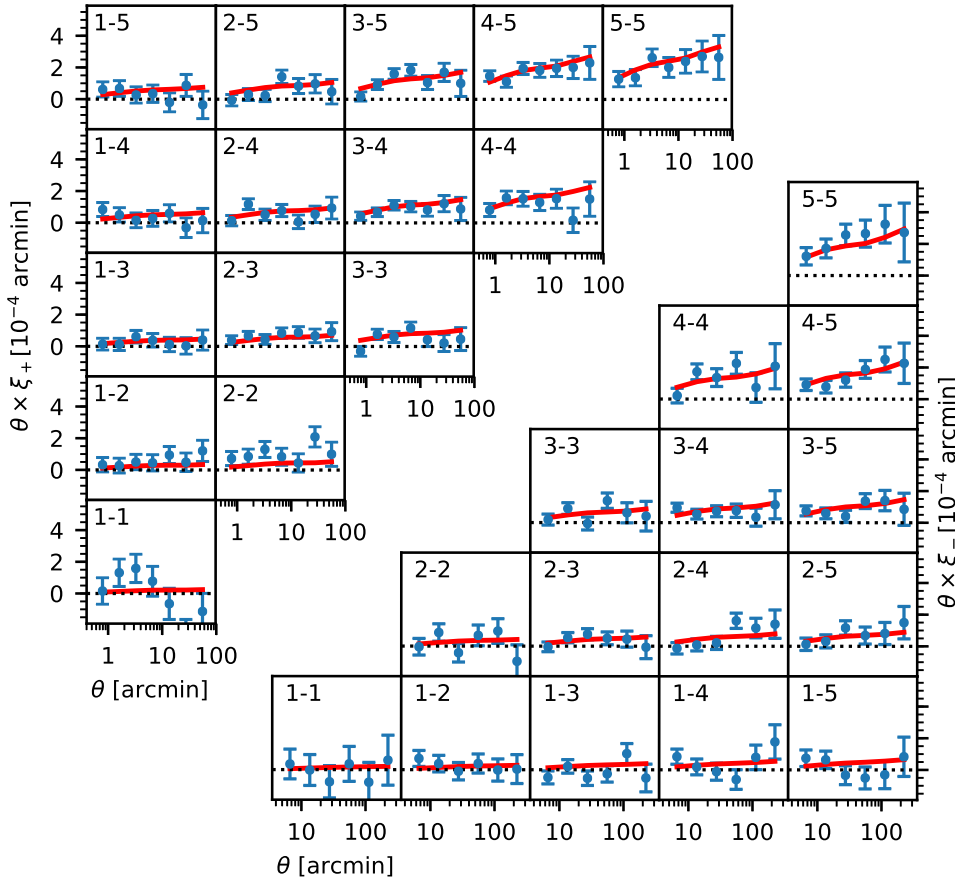 1-5 2-5 3-5 4-5 5-5
4
2
0
1-4 2-4 3-4 4-4
4
2
0
1 10 100
5-5
1-3 2-3 3-3
4
2
0
1 10 100
4-4 4-5
1-2 2-2
4
2
0
1 10 100
3-3 3-4 3-5
1-1
4
2
0
1 10 100
2-2 2-3 2-4 2-5
1 10 100
θ [arcmin]
1-1 1-2 1-3 1-4 1-5
10 100 10 100 10 100 10 100 10 100
θ [arcmin]
θ × ξ₊ [10⁻⁴ arcmin]
θ × ξ₋ [10⁻⁴ arcmin]